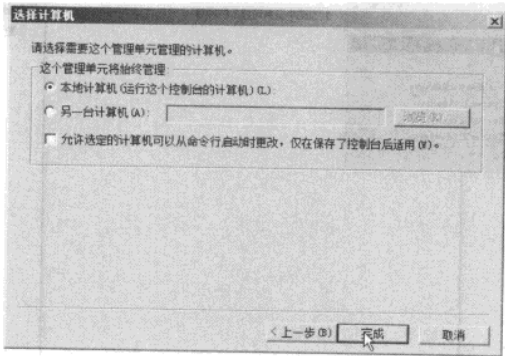 选择计算机
请选择需要这个管理单元管理的计算机。
这个管理单元将始终管理:
本地计算机(运行这个控制台的计算机)(L):
另一台计算机(A):
允许选定的计算机可以从命令行启动时更改，仅在保存了控制台后适用(W)。
<上一步(B)
完成
取消